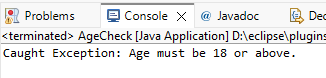 Problems Console Javadoc Dec
<terminated> AgeCheck [Java Application] D:\eclipse\plugins
Caught Exception: Age must be 18 or above.